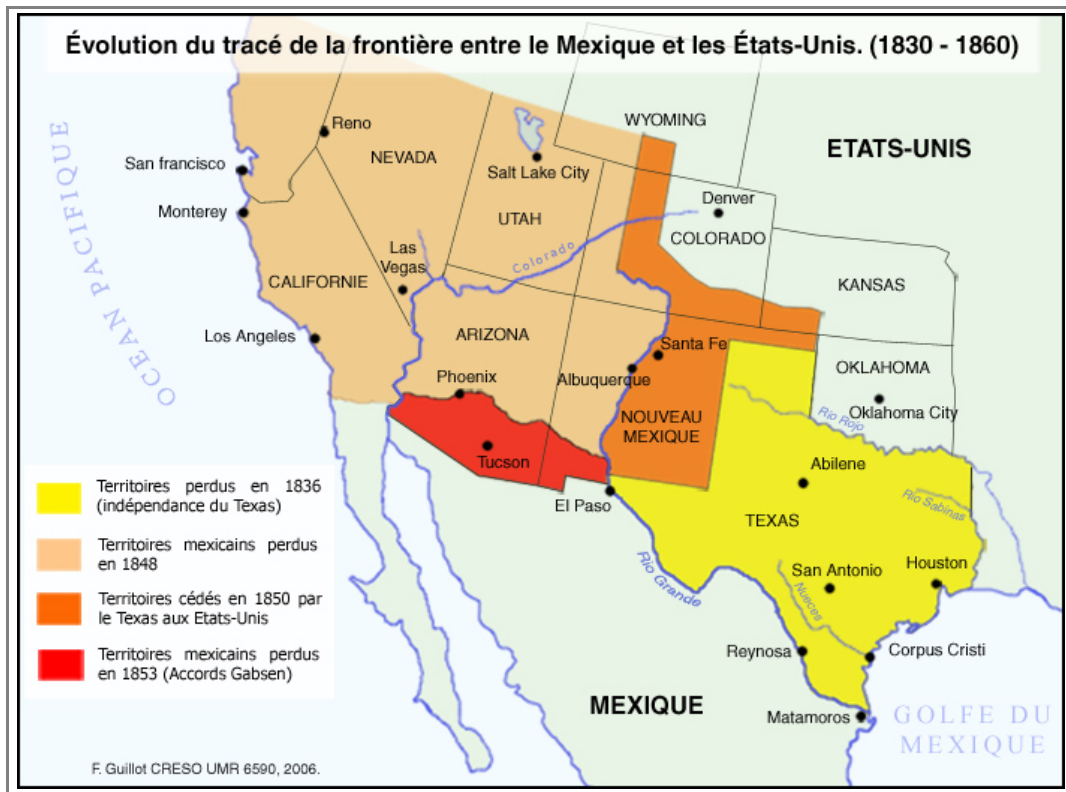 Évolution du tracé de la frontière entre le Mexique et les États-Unis. (1830 - 1860)
WYOMING
Reno
ETATS-UNIS
NEVADA
San francisco
Salt Lake City
OCEAN PACIFIQUE
Denver
Monterey
UTAH
COLORADO
Las
Vegas
Colorado
CALIFORNIE
KANSAS
Los Angeles
ARIZONA
Santa Fe
Phoenix
Albuquerque
OKLAHOMA
NOUVEAU
MEXIQUE
Oklahoma City
Rio Rojo
Tucson
Abilene
El Paso
Rio Sabinas
TEXAS
San Antonio
Houston
Rio Grande
Nueces
Reynosa
Corpus Cristi
MEXIQUE
Matamoros
GOLFE DU
MEXIQUE
Territoires perdus en 1836
(indépendance du Texas)
Territoires mexicains perdus
en 1848
Territoires cédés en 1850 par
le Texas aux Etats-Unis
Territoires mexicains perdus
en 1853 (Accords Gabsen)
F. Guillot CRESO UMR 6590, 2006.